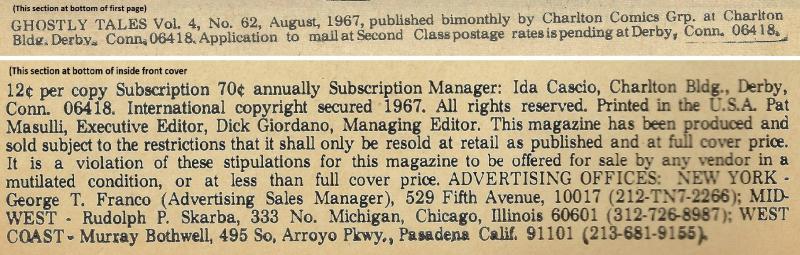 (This section at bottom of first page)
GHOSTLY TALES Vol. 4, No. 62, August, 1967, published bimonthly by Charlton Comics Grp. at Charlton
Bldg. Derby, Conn, 06418. Application to mail at Second Class postage rates is pending at Derby, Conn. 06418.
(This section at bottom of inside front cover
12¢ per copy Subscription 70¢ annually Subscription Manager: Ida Cascio, Charlton Bldg., Derby,
Conn. 06418. International copyright secured 1967. All rights reserved. Printed in the U.S.A. Pat
Masulli, Executive Editor, Dick Giordano, Managing Editor. This magazine has been produced and
sold subject to the restrictions that it shall only be resold at retail as published and at full cover price.
It is a violation of these stipulations for this magazine to be offered for sale by any vendor in a
mutilated condition, or at less than full cover price. ADVERTISING OFFICES: NEW YORK -
George T. Franco (Advertising Sales Manager), 529 Fifth Avenue, 10017 (212-TN7-2266); MID-
WEST - Rudolph P. Skarba, 333 No. Michigan, Chicago, Illinois 60601 (312-726-8987); WEST
COAST - Murray Bothwell, 495 So, Arroyo Pkwy., Pasadena Calif. 91101 (213-681-9155).